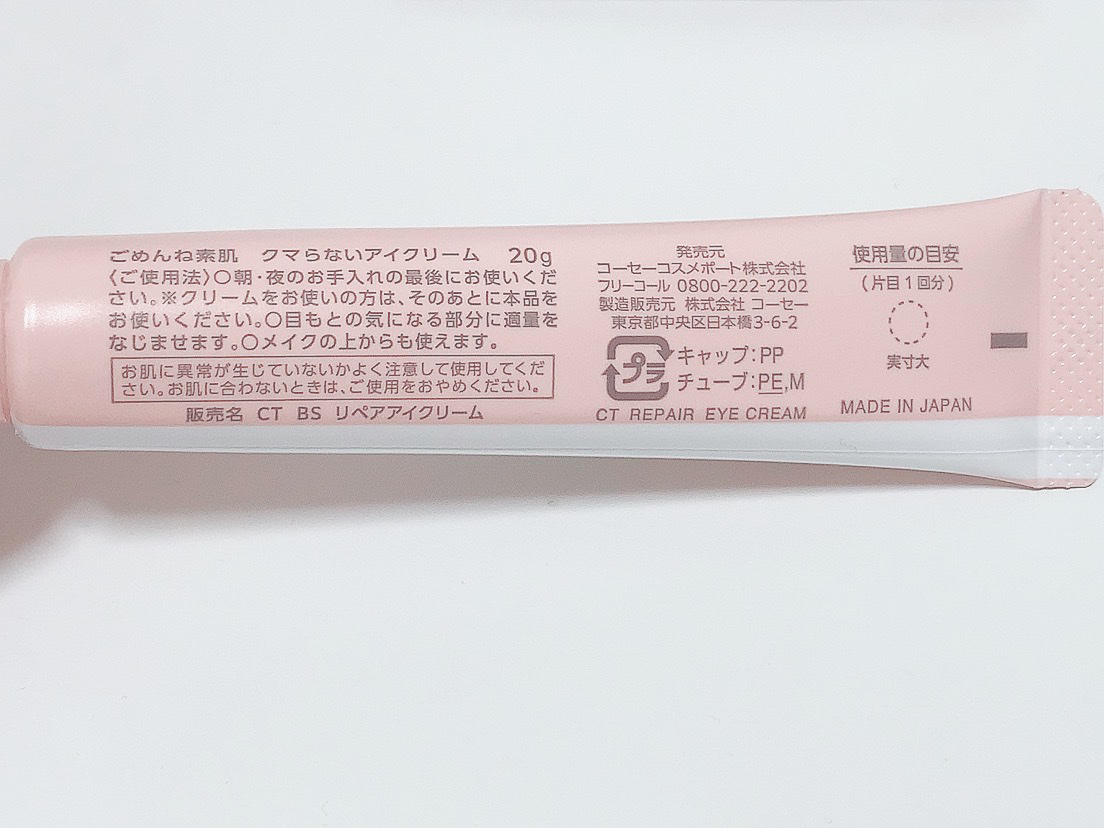 ごめんね素肌　クマらないアイクリーム　20g
〈ご使用法〉〇朝・夜のお手入れの最後にお使いくだ
さい。※クリームをお使いの方は、そのあとに本品を
お使いください。〇目もとの気になる部分に適量を
なじませます。〇メイクの上からも使えます。
お肌に異常が生じていないかよく注意して使用してくだ
さい。お肌に合わないときは、ご使用をおやめください。
販売名　CT　BS　リペアアイクリーム
発売元
コーセーコスメポート株式会社
フリーコール 0800-222-2202
製造販売元　株式会社 コーセー
東京都中央区日本橋3-6-2
プラ
キャップ:PP
チューブ:PE,M
CT REPAIR EYE CREAM
使用量の目安
（片目1回分）
実寸大
MADE IN JAPAN